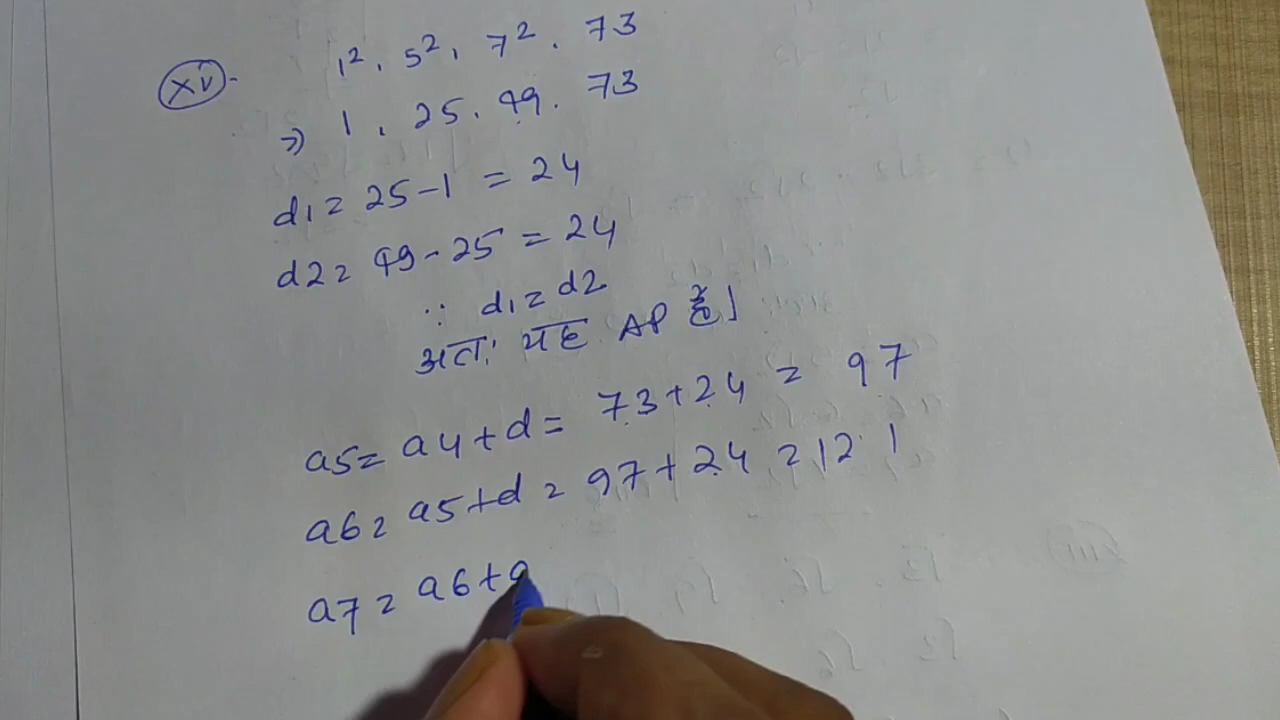 (xv)- 1², 5², 7². 73
⇒ 1, 25. 49. 73
d1 = 25-1 = 24
d2 = 49-25 = 24
∵ d1 = d2
अतः यह AP है।
a5 = a4+d = 73+24 = 97
a6 = a5+d = 97+24 = 121
a7 = a6+